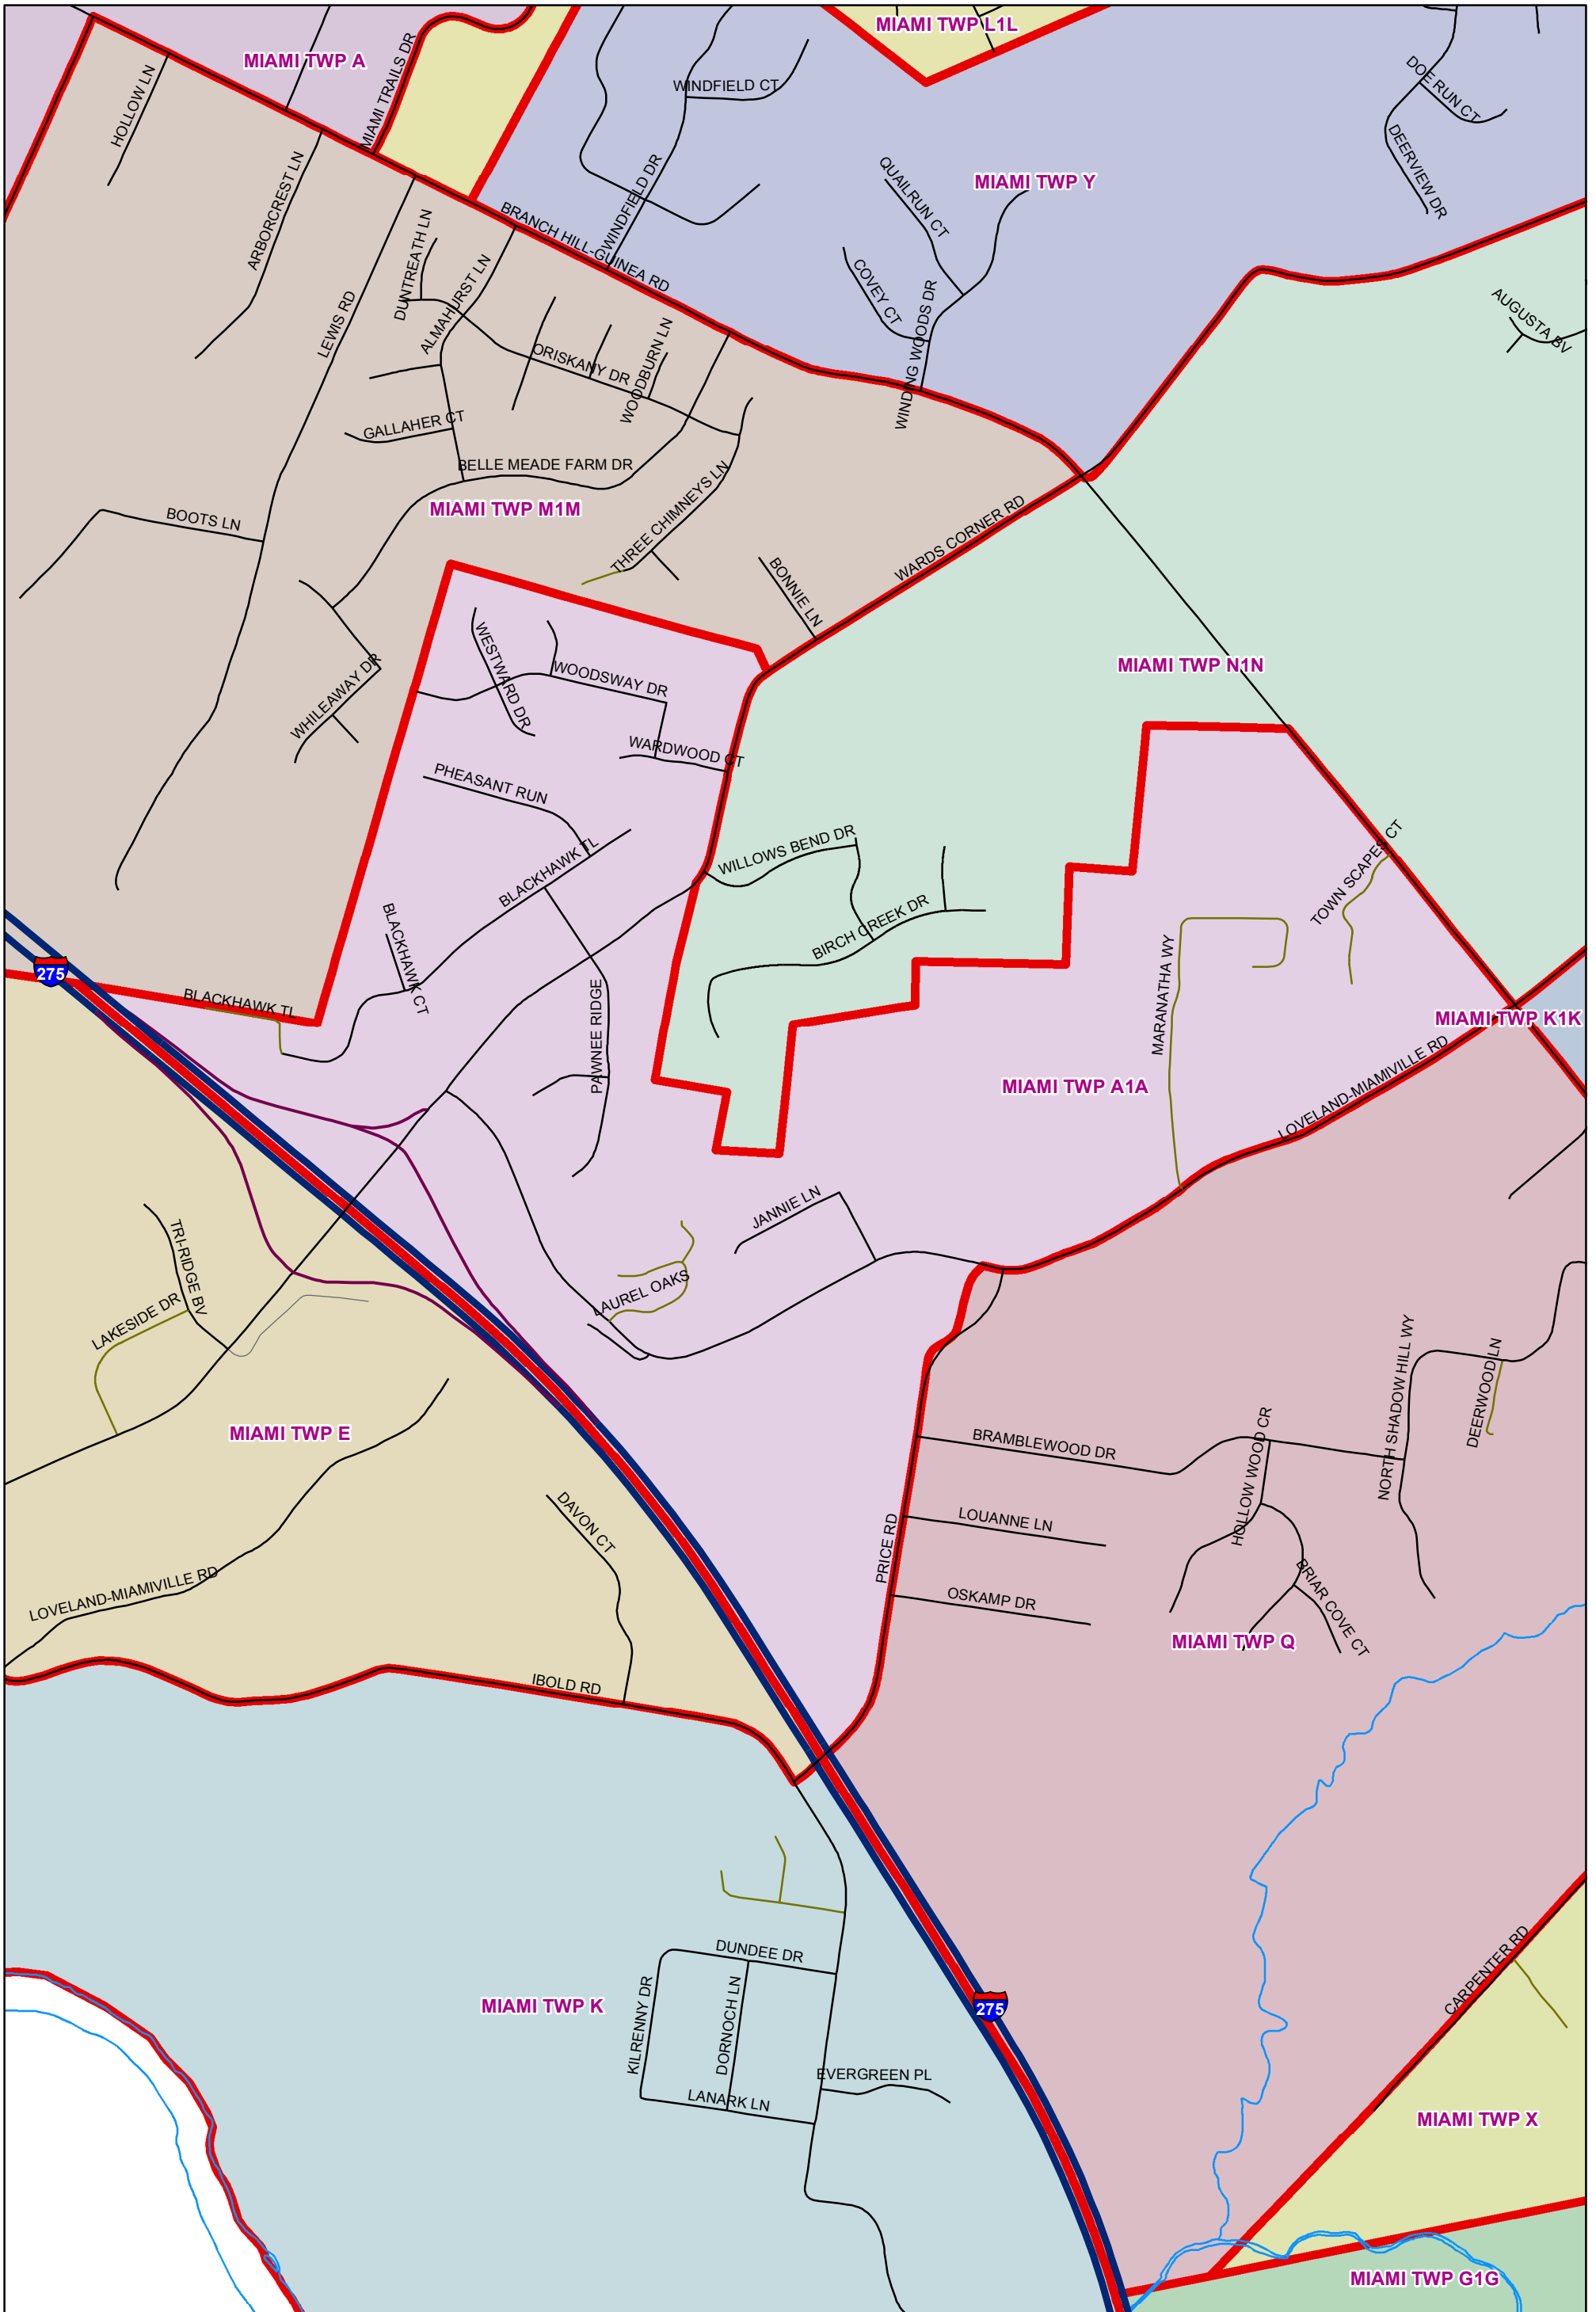 MIAMI TWP L1L
MIAMI TWP A
MIAMI TRAILS DR
HOLLOW LN
WINDFIELD CT
DOE RUN CT
DEERVIEW DR
QUAILRUN CT
MIAMI TWP Y
ARBORCREST LN
WINDFIELD DR
BRANCH HILL-GUINEA RD
DUNTREATH LN
ALMAHURST LN
COVEY CT
WINDING WOODS DR
AUGUSTA BV
LEWIS RD
ORISKANY DR
WOODBURN LN
GALLAHER CT
BELLE MEADE FARM DR
MIAMI TWP M1M
THREE CHIMNEYS LN
BOOTS LN
WARDS CORNER RD
BONNIE LN
WESTWARD DR
WOODSWAY DR
MIAMI TWP N1N
WHILEAWAY DR
WARDWOOD CT
PHEASANT RUN
WILLOWS BEND DR
BLACKHAWK TL
TOWN SCAPES CT
BIRCH CREEK DR
BLACKHAWK CT
MARANATHA WY
275
BLACKHAWK TL
PAWNEE RIDGE
MIAMI TWP K1K
MIAMI TWP A1A
LOVELAND-MIAMIVILLE RD
JANNIE LN
TRI-RIDGE BV
LAKESIDE DR
LAUREL OAKS
NORTH SHADOW HILL WY
DEERWOOD LN
MIAMI TWP E
BRAMBLEWOOD DR
HOLLOW WOOD CR
DAVON CT
LOUANNE LN
PRICE RD
LOVELAND-MIAMIVILLE RD
OSKAMP DR
BRIAR COVE CT
MIAMI TWP Q
IBOLD RD
DUNDEE DR
CARPENTER RD
MIAMI TWP K
KILRENNY DR
DORNOCH LN
275
EVERGREEN PL
LANARK LN
MIAMI TWP X
MIAMI TWP G1G